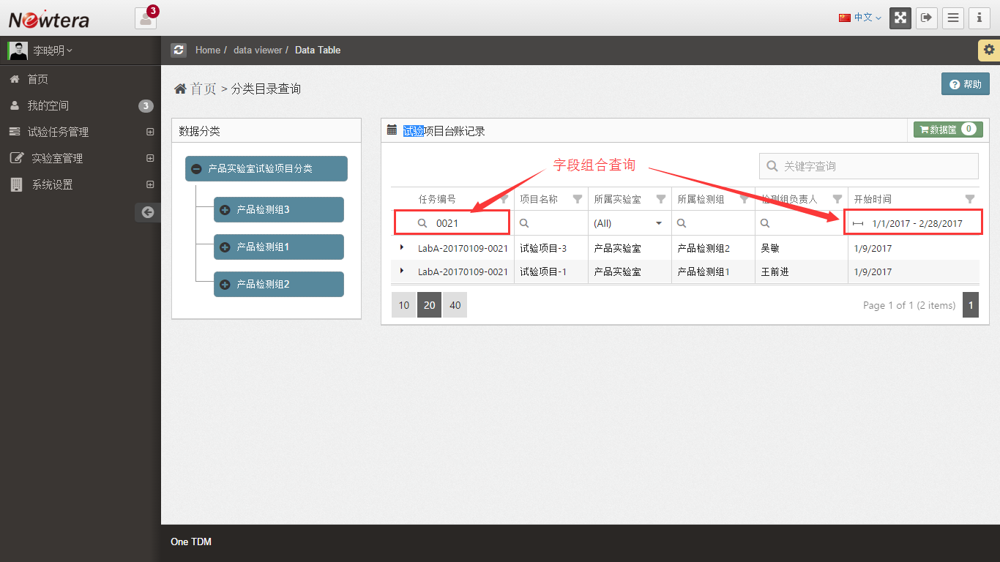 Newtera
3
中文
李晓明
Home / data viewer / Data Table
首页
我的空间
3
试验任务管理
实验室管理
系统设置
首页 > 分类目录查询
帮助
数据分类
产品实验室试验项目分类
产品检测组3
产品检测组1
产品检测组2
试验项目台账记录
数据筐 0
字段组合查询
关键字查询
任务编号 项目名称 所属实验室 所属检测组 检测组负责人 开始时间
0021 (All) 1/1/2017 - 2/28/2017
LabA-20170109-0021 试验项目-3 产品实验室 产品检测组2 吴敏 1/9/2017
LabA-20170109-0021 试验项目-1 产品实验室 产品检测组1 王前进 1/9/2017
10 20 40 Page 1 of 1 (2 items) 1
One TDM